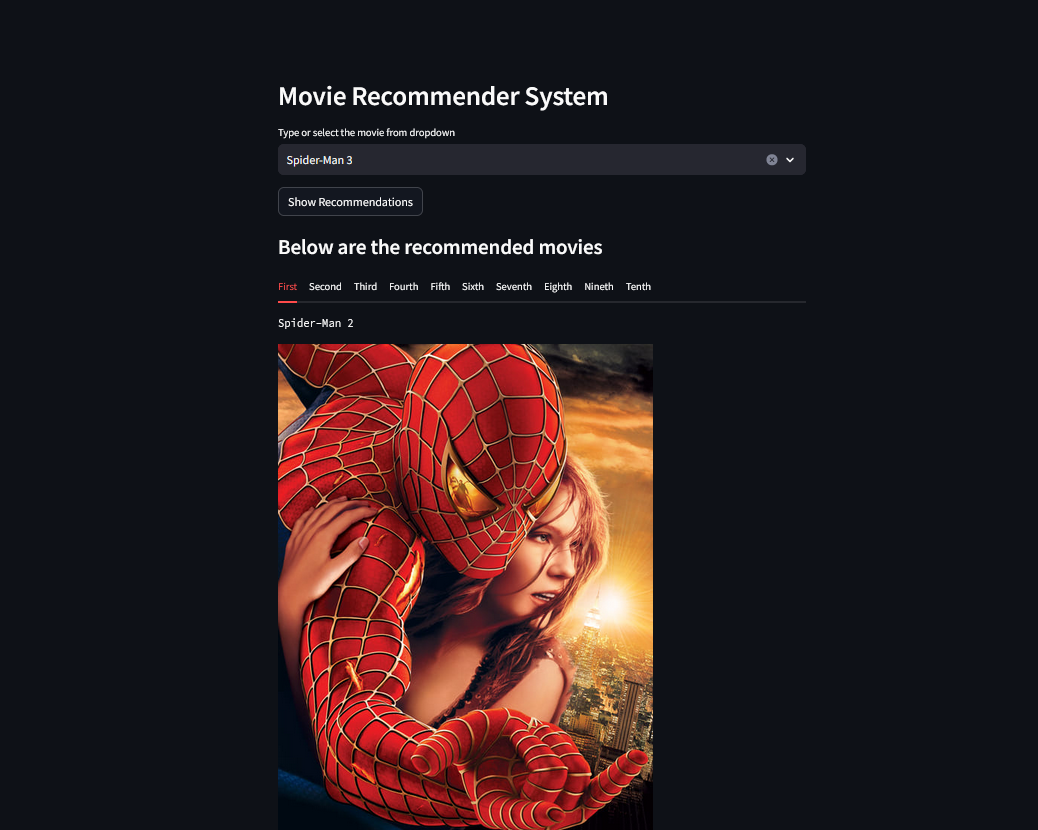 Movie Recommender System
Type or select the movie from dropdown
Spider-Man 3
Show Recommendations
Below are the recommended movies
First Second Third Fourth Fifth Sixth Seventh Eighth Nineth Tenth
Spider-Man 2